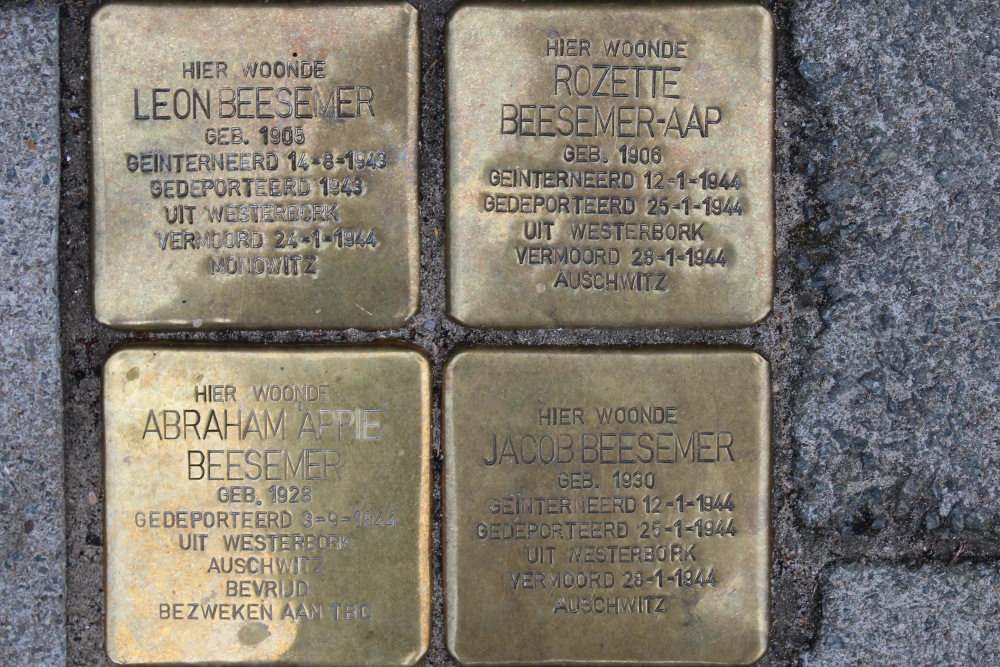 HIER WOONDE
LEON BEESEMER
GEB. 1905
GEÏNTERNEERD 14-8-1943
GEDEPORTEERD 1943
UIT WESTERBORK
VERMOORD 24-1-1944
MONOWITZ
HIER WOONDE
ROZETTE
BEESEMER-AAP
GEB. 1906
GEÏNTERNEERD 12-1-1944
GEDEPORTEERD 25-1-1944
UIT WESTERBORK
VERMOORD 28-1-1944
AUSCHWITZ
HIER WOONDE
ABRAHAM APPIE
BEESEMER
GEB. 1928
GEDEPORTEERD 3-9-1944
UIT WESTERBORK
AUSCHWITZ
BEVRIJD
BEZWEKEN AAN TBC
HIER WOONDE
JACOB BEESEMER
GEB. 1930
GEÏNTERNEERD 12-1-1944
GEDEPORTEERD 25-1-1944
UIT WESTERBORK
VERMOORD 28-1-1944
AUSCHWITZ